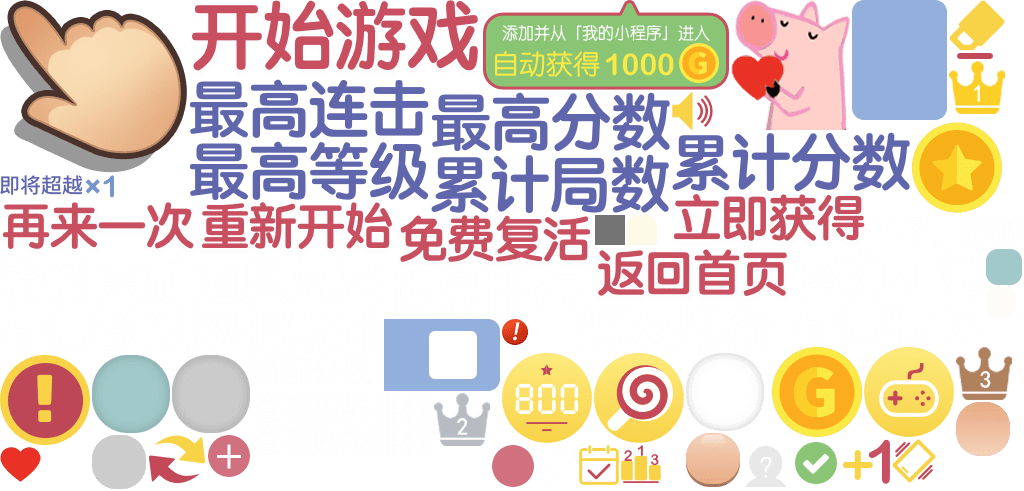 开始游戏
添加并从「我的小程序」进入
自动获得 1000 G
1
最高连击
最高分数
最高等级
累计局数
累计分数
即将超越 ×1
再来一次
重新开始
免费复活
立即获得
返回首页
!
!
800
G
3
2
2 1 3
?
+1